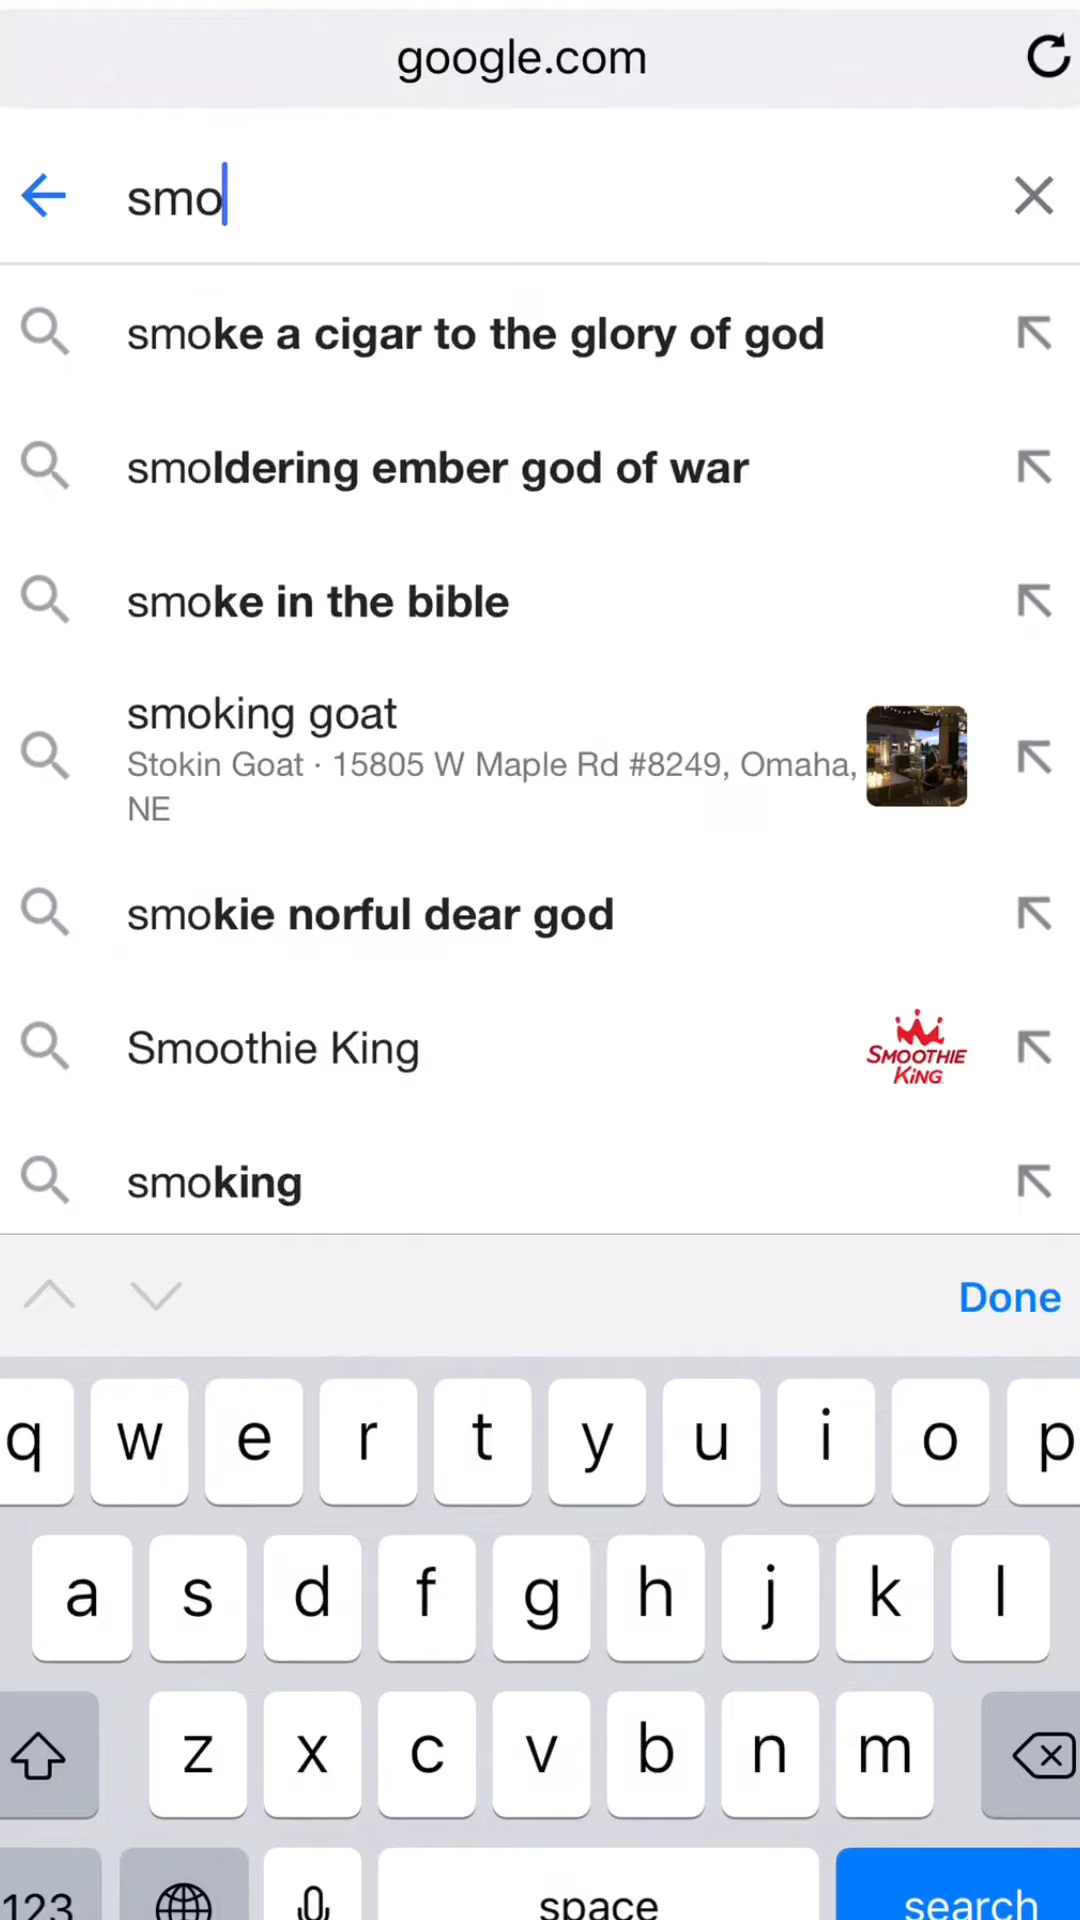 google.com
smo
smoke a cigar to the glory of god
smoldering ember god of war
smoke in the bible
smoking goat
Stokin Goat · 15805 W Maple Rd #8249, Omaha,
NE
smokie norful dear god
Smoothie King
SMOOTHIE
KING
smoking
Done
q w e r t y u i o p
a s d f g h j k l
z x c v b n m
123 space search